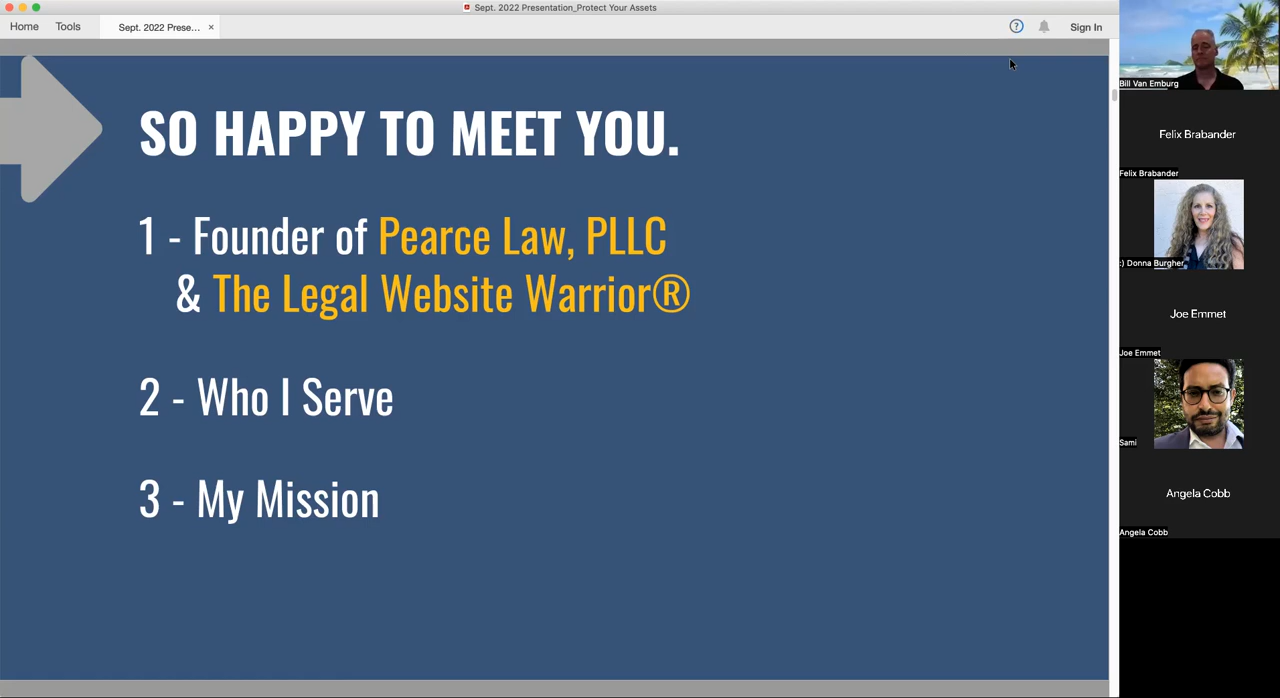 Sept. 2022 Presentation_Protect Your Assets
Home
Tools
Sept. 2022 Prese... ×
?
Sign In
SO HAPPY TO MEET YOU.
1 - Founder of Pearce Law, PLLC
& The Legal Website Warrior®
2 - Who I Serve
3 - My Mission
Bill Van Emburg
Felix Brabander
Felix Brabander
:) Donna Burgher
Joe Emmet
Joe Emmet
Sami
Angela Cobb
Angela Cobb